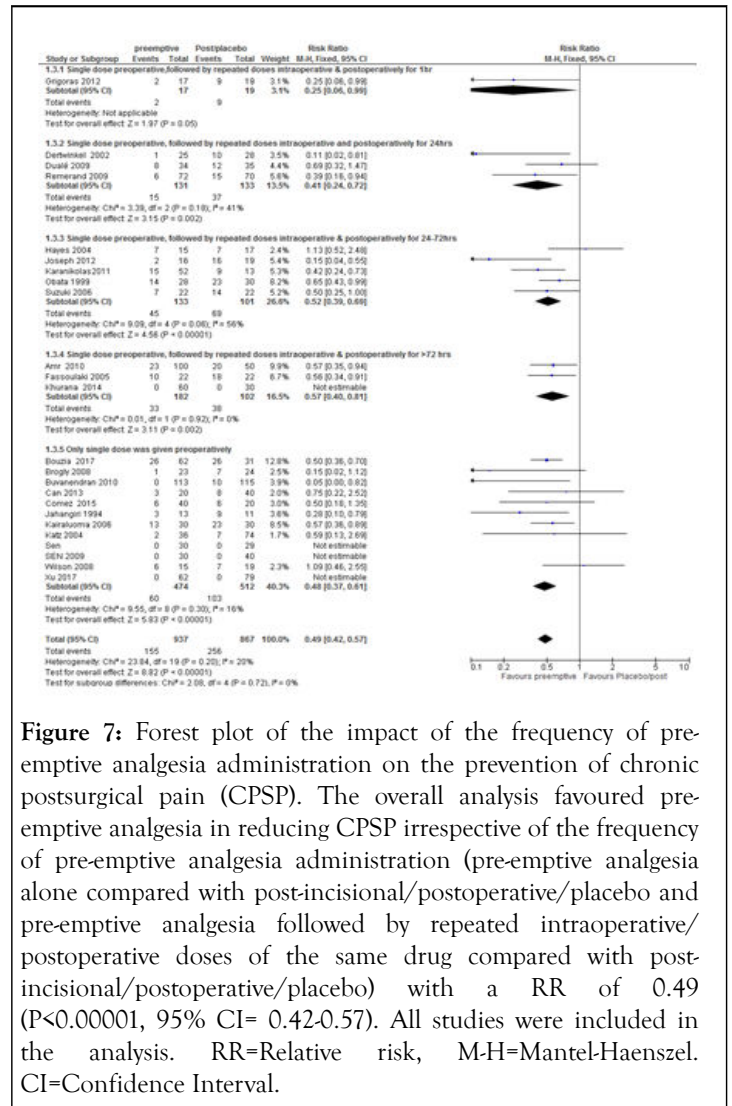 preemptive Post/placebo Risk Ratio Risk Ratio
Study or Subgroup Events Total Events Total Weight M-H, Fixed, 95% CI M-H, Fixed, 95% CI
1.3.1 Single dose preoperative,followed by repeated doses intraoperative & postoperatively for 1hr
Grigoras 2012 2 17 9 19 3.1% 0.25 [0.06, 0.99]
Subtotal (95% CI) 17 19 3.1% 0.25 [0.06, 0.99]
Total events 2 9
Heterogeneity: Not applicable
Test for overall effect: Z = 1.97 (P = 0.05)
1.3.2 Single dose preoperative, followed by repeated doses intraoperative and postoperatively for 24hrs
Dertwinkel 2002 1 25 10 28 3.5% 0.11 [0.02, 0.81]
Dualé 2009 8 34 12 35 4.4% 0.69 [0.32, 1.47]
Remerand 2009 6 72 15 70 0.39 [0.16, 0.94]
Subtotal (95% CI) 131 133 13.5% 0.41 [0.24, 0.72]
Total events 15 37
Heterogeneity: Chi² = 3.39, df = 2 (P = 0.18); I² = 41%
Test for overall effect: Z = 3.15 (P = 0.002)
1.3.3 Single dose preoperative, followed by repeated doses intraoperative & postoperatively for 24-72hrs
Hayes 2004 7 15 7 17 2.4% 1.13 [0.52, 2.48]
Joseph 2012 2 16 16 19 0.15 [0.04, 0.55]
Karanikolas2011 15 52 9 13 0.42 [0.24, 0.73]
Obata 1999 14 28 23 30 0.65 [0.43, 0.99]
Suzuki 2006 7 22 14 22 5.2% 0.50 [0.25, 1.00]
Subtotal (95% CI) 133 101 26.6% 0.52 [0.39, 0.68]
Total events 45 69
Heterogeneity: Chi² = 9.09, df = 4 (P = 0.06); I² = 56%
Test for overall effect: Z = 4.56 (P < 0.00001)
1.3.4 Single dose preoperative, followed by repeated doses intraoperative & postoperatively for >72 hrs
Amr 2010 23 100 20 50 9.9% 0.57 [0.35, 0.94]
Fassoulaki 2005 10 22 18 22 6.7% 0.56 [0.34, 0.91]
Khurana 2014 0 60 0 30 Not estimable
Subtotal (95% CI) 182 102 16.5% 0.57 [0.40, 0.81]
Total events 33 38
Heterogeneity: Chi² = 0.01, df = 1 (P = 0.92); I² = 0%
Test for overall effect: Z = 3.11 (P = 0.002)
1.3.5 Only single dose was given preoperatively
Bouzia 2017 26 62 26 31 12.8% 0.50 [0.36, 0.70]
Brogly 2008 1 23 7 24 2.5% 0.15 [0.02, 1.12]
Buvanendran 2010 0 113 10 115 3.8% 0.05 [0.00, 0.82]
Can 2013 3 20 8 40 2.0% 0.75 [0.22, 2.52]
Comez 2015 6 40 6 20 3.0% 0.50 [0.18, 1.35]
Jahangiri 1994 3 13 9 11 0.28 [0.10, 0.79]
Kairaluoma 2006 13 30 23 30 8.5% 0.57 [0.36, 0.89]
Katz 2004 2 36 7 74 1.7% 0.59 [0.13, 2.69]
Sen 0 30 0 29 Not estimable
SEN 2009 0 30 0 40 Not estimable
Wilson 2008 6 15 7 19 2.3% 1.09 [0.46, 2.55]
Xu 2017 0 62 0 79 Not estimable
Subtotal (95% CI) 474 512 40.3% 0.48 [0.37, 0.61]
Total events 60 103
Heterogeneity: Chi² = 9.55, df = 8 (P = 0.30); I² = 16%
Test for overall effect: Z = 5.83 (P < 0.00001)
Total (95% CI) 937 867 100.0% 0.49 [0.42, 0.57]
Total events 155 256
Heterogeneity: Chi² = 23.84, df = 19 (P = 0.20); I² = 20%
Test for overall effect: Z = 8.82 (P < 0.00001)
Test for subgroup differences: Chi² = 2.08, df = 4 (P = 0.72), I² = 0%
0.1 0.2 0.5 1 2 5 10
Favours preemptive Favours Placebo/post
Figure 7: Forest plot of the impact of the frequency of pre-
emptive analgesia administration on the prevention of chronic
postsurgical pain (CPSP). The overall analysis favoured pre-
emptive analgesia in reducing CPSP irrespective of the frequency
of pre-emptive analgesia administration (pre-emptive analgesia
alone compared with post-incisional/postoperative/placebo and
pre-emptive analgesia followed by repeated intraoperative/
postoperative doses of the same drug compared with post-
incisional/postoperative/placebo) with a RR of 0.49
(P<0.00001, 95% CI= 0.42-0.57). All studies were included in
the analysis. RR=Relative risk, M-H=Mantel-Haenszel.
CI=Confidence Interval.